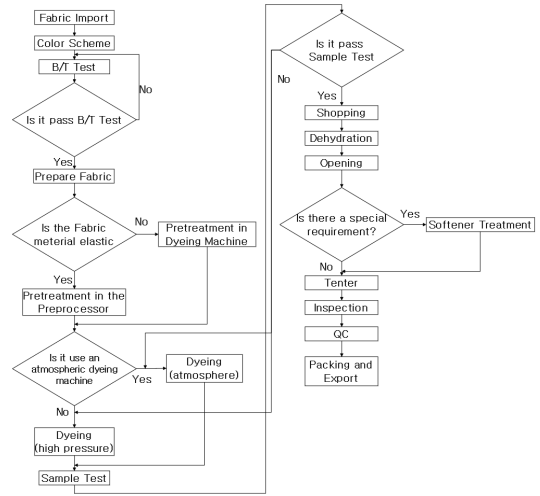 Fabric Import
Color Scheme
B/T Test
No
Is it pass B/T Test
Yes
Prepare Fabric
Is the Fabric
meterial elastic
No
Pretreatment in
Dyeing Machine
Yes
Pretreatment in the
Preprocessor
Is it use an
atmospheric dyeing
machine
Yes
Dyeing
(atmosphere)
No
Dyeing
(high pressure)
Sample Test
Is it pass
Sample Test
No
Yes
Shopping
Dehydration
Opening
Is there a special
requirement?
Yes
Softener Treatment
No
Tenter
Inspection
QC
Packing and
Export